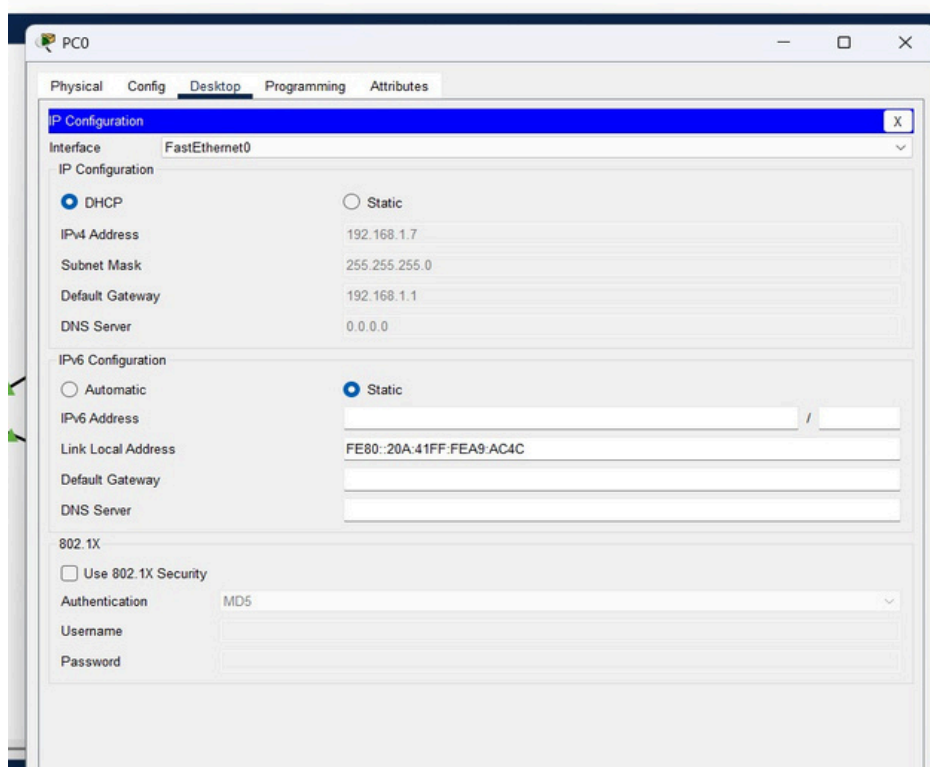 PC0
Physical Config Desktop Programming Attributes
IP Configuration X
Interface FastEthernet0
IP Configuration
DHCP Static
IPv4 Address 192.168.1.7
Subnet Mask 255.255.255.0
Default Gateway 192.168.1.1
DNS Server 0.0.0.0
IPv6 Configuration
Automatic Static
IPv6 Address /
Link Local Address FE80::20A:41FF:FEA9:AC4C
Default Gateway
DNS Server
802.1X
Use 802.1X Security
Authentication MD5
Username
Password